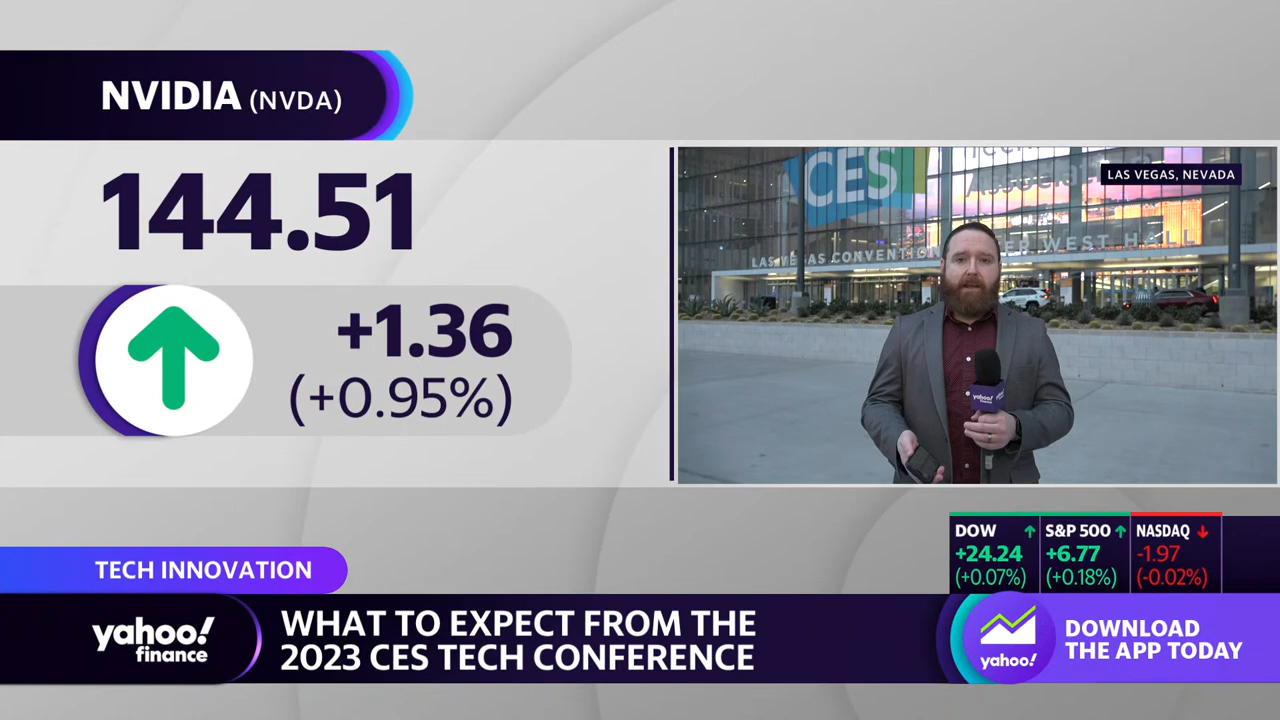 NVIDIA (NVDA)
144.51
+1.36
(+0.95%)
CES
LAS VEGAS, NEVADA
LAS VEGAS CONVENTION
WEST HALL
DOW
+24.24
(+0.07%)
S&P 500
+6.77
(+0.18%)
NASDAQ
-1.97
(-0.02%)
TECH INNOVATION
yahoo!
finance
WHAT TO EXPECT FROM THE
2023 CES TECH CONFERENCE
yahoo!
DOWNLOAD
THE APP TODAY
yahoo!
finance